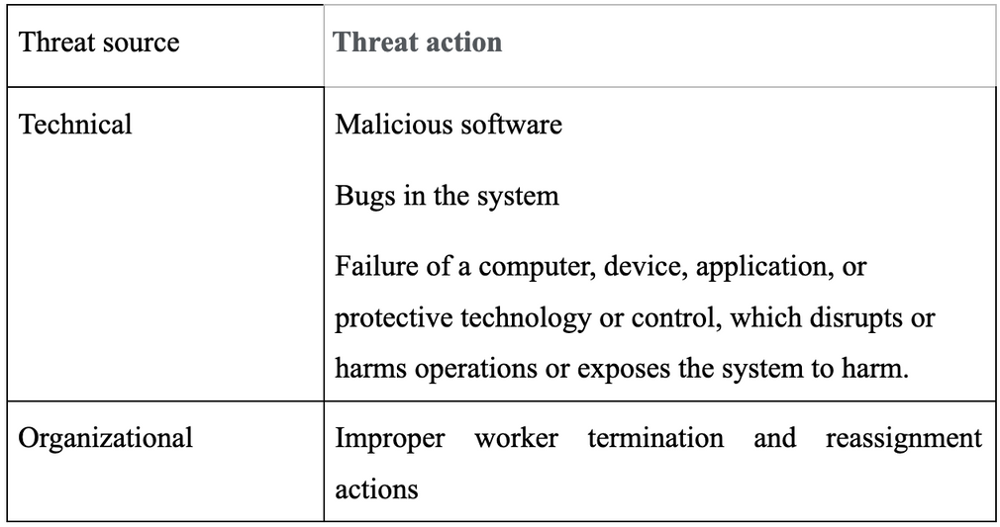 Threat source
Threat action
Technical
Malicious software
Bugs in the system
Failure of a computer, device, application, or
protective technology or control, which disrupts or
harms operations or exposes the system to harm.
Organizational
Improper worker termination and reassignment
actions